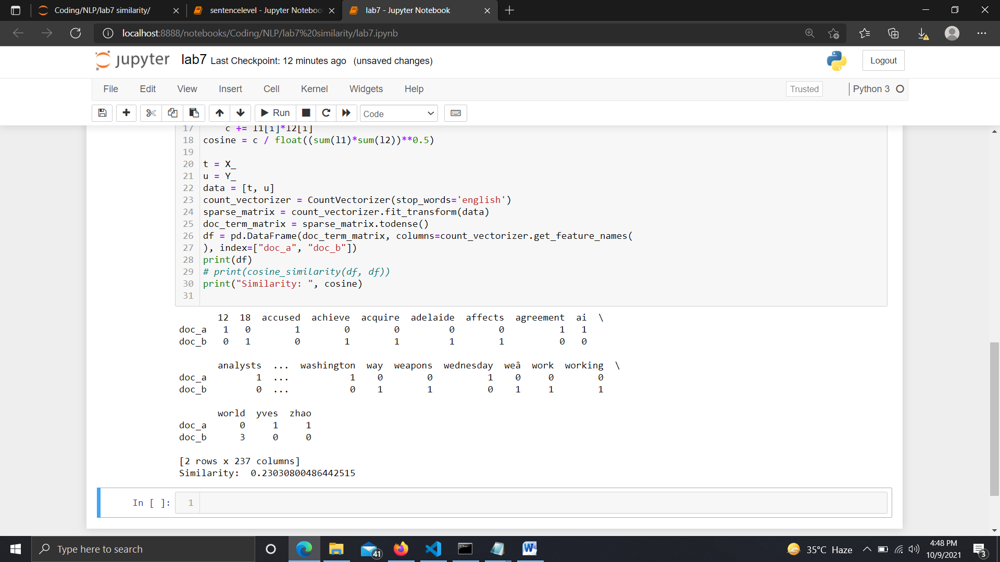 Coding/NLP/lab7 similarity/
sentencelevel - Jupyter Noteboo
lab7 - Jupyter Notebook
localhost:8888/notebooks/Coding/NLP/lab7%20similarity/lab7.ipynb
jupyter lab7 Last Checkpoint: 12 minutes ago (unsaved changes)
Logout
File Edit View Insert Cell Kernel Widgets Help
Trusted
Python 3
Run
Code
17     c += l1[i]*l2[i]
18 cosine = c / float((sum(l1)*sum(l2))**0.5)
19
20 t = X_
21 u = Y_
22 data = [t, u]
23 count_vectorizer = CountVectorizer(stop_words='english')
24 sparse_matrix = count_vectorizer.fit_transform(data)
25 doc_term_matrix = sparse_matrix.todense()
26 df = pd.DataFrame(doc_term_matrix, columns=count_vectorizer.get_feature_names(
27 ), index=["doc_a", "doc_b"])
28 print(df)
29 # print(cosine_similarity(df, df))
30 print("Similarity: ", cosine)
31
12 18 accused achieve acquire adelaide affects agreement ai \
doc_a 1 0 1 0 0 0 0 1 1
doc_b 0 1 0 1 1 1 1 0 0
analysts ... washington way weapons wednesday weâ work working \
doc_a 1 ... 1 0 0 1 0 0 0
doc_b 0 ... 0 1 1 0 1 1 1
world yves zhao
doc_a 0 1 1
doc_b 3 0 0
[2 rows x 237 columns]
Similarity:  0.23030800486442515
In [ ]: 1
Type here to search
41
35°C Haze
4:48 PM
10/9/2021
3